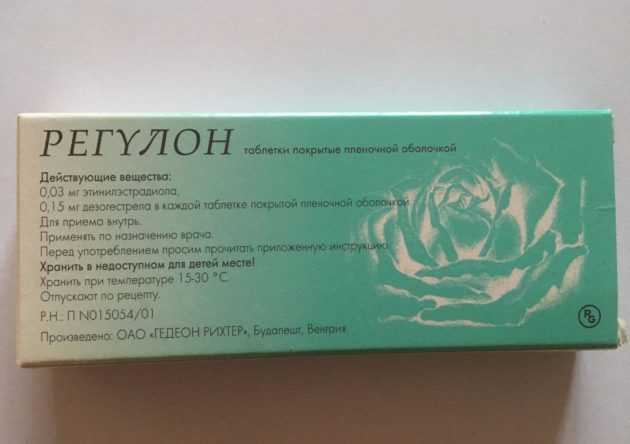 РЕГУЛОН таблетки покрытые пленочной оболочкой
Действующие вещества:
0,03 мг этинилэстрадиола,
0,15 мг дезогестрела в каждой таблетке покрытой пленочной оболочкой
Для приема внутрь.
Применять по назначению врача.
Перед употреблением просим прочитать приложенную инструкцию.
Хранить в недоступном для детей месте!
Хранить при температуре 15-30 °C
Отпускают по рецепту.
Р.Н.: П N015054/01
Произведено: ОАО «ГЕДЕОН РИХТЕР», Будапешт, Венгрия
RG